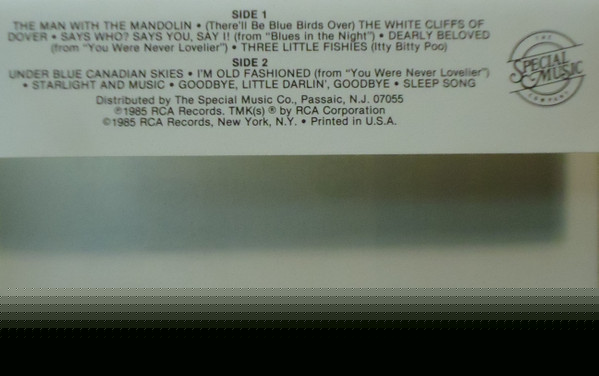 SIDE 1
THE MAN WITH THE MANDOLIN • (There'll Be Blue Birds Over) THE WHITE CLIFFS OF
DOVER • SAYS WHO? SAYS YOU, SAY I! (from "Blues in the Night") • DEARLY BELOVED
(from "You Were Never Lovelier") • THREE LITTLE FISHIES (Itty Bitty Poo)
SIDE 2
UNDER BLUE CANADIAN SKIES • I'M OLD FASHIONED (from "You Were Never Lovelier")
• STARLIGHT AND MUSIC • GOODBYE, LITTLE DARLIN', GOODBYE • SLEEP SONG
Distributed by The Special Music Co., Passaic, N.J. 07055
℗1985 RCA Records. TMK(s) ® by RCA Corporation
©1985 RCA Records, New York, N.Y. • Printed in U.S.A.
THE
SPECIAL
MUSIC
COMPANY